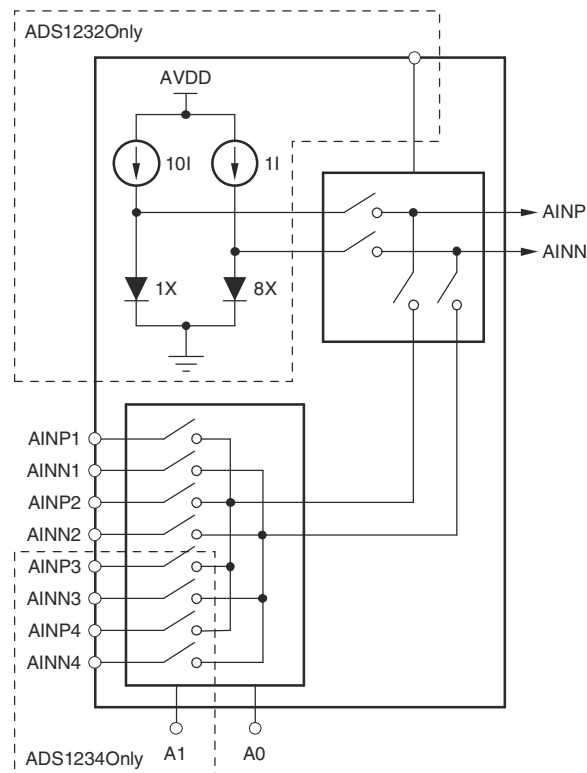 ADS1232Only
AVDD
10I
1I
1X
8X
AINP
AINN
AINP1
AINN1
AINP2
AINN2
AINP3
AINN3
AINP4
AINN4
A1
A0
ADS1234Only